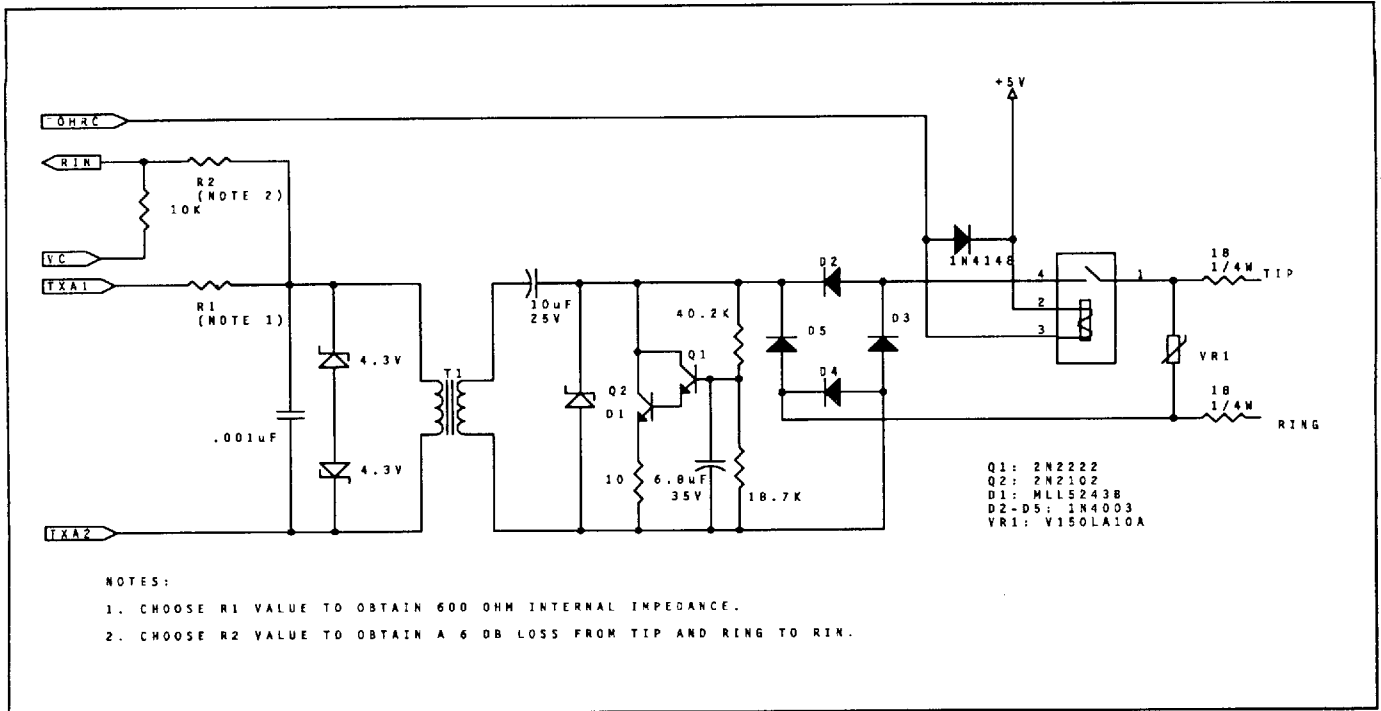 +5V
~OHRC
RIN
R2
(NOTE 2)
10K
VC
TXA1
R1
(NOTE 1)
1N4148
4
1
2
3
18
1/4W
TIP
D2
10uF
25V
40.2K
D5
D3
4.3V
T1
Q1
Q2
D1
D4
VR1
18
1/4W
RING
.001uF
4.3V
10
6.8uF
35V
18.7K
TXA2
Q1: 2N2222
Q2: 2N2102
D1: MLL5243B
D2-D5: 1N4003
VR1: V150LA10A
NOTES:
1. CHOOSE R1 VALUE TO OBTAIN 600 OHM INTERNAL IMPEDANCE.
2. CHOOSE R2 VALUE TO OBTAIN A 6 DB LOSS FROM TIP AND RING TO RIN.